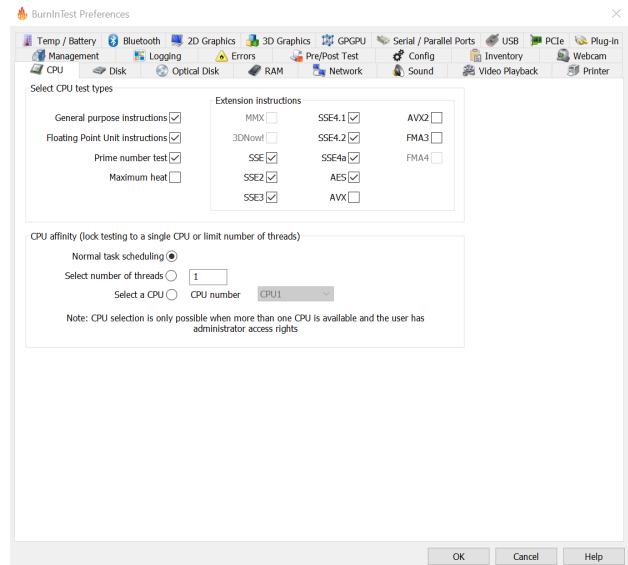 BurnInTest Preferences
Temp / Battery Bluetooth 2D Graphics 3D Graphics GPGPU Serial / Parallel Ports USB PCIe Plug-in
Management Logging Errors Pre/Post Test Config Inventory Webcam
CPU Disk Optical Disk RAM Network Sound Video Playback Printer
Select CPU test types
Extension instructions
General purpose instructions MMX SSE4.1 AVX2
Floating Point Unit instructions 3DNow! SSE4.2 FMA3
Prime number test SSE SSE4a FMA4
Maximum heat SSE2 AES
SSE3 AVX
CPU affinity (lock testing to a single CPU or limit number of threads)
Normal task scheduling
Select number of threads 1
Select a CPU CPU number CPU1
Note: CPU selection is only possible when more than one CPU is available and the user has
administrator access rights
OK Cancel Help